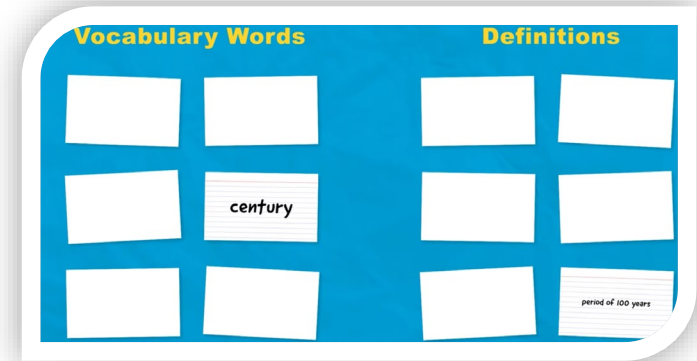 Vocabulary Words
Definitions
century
period of 100 years